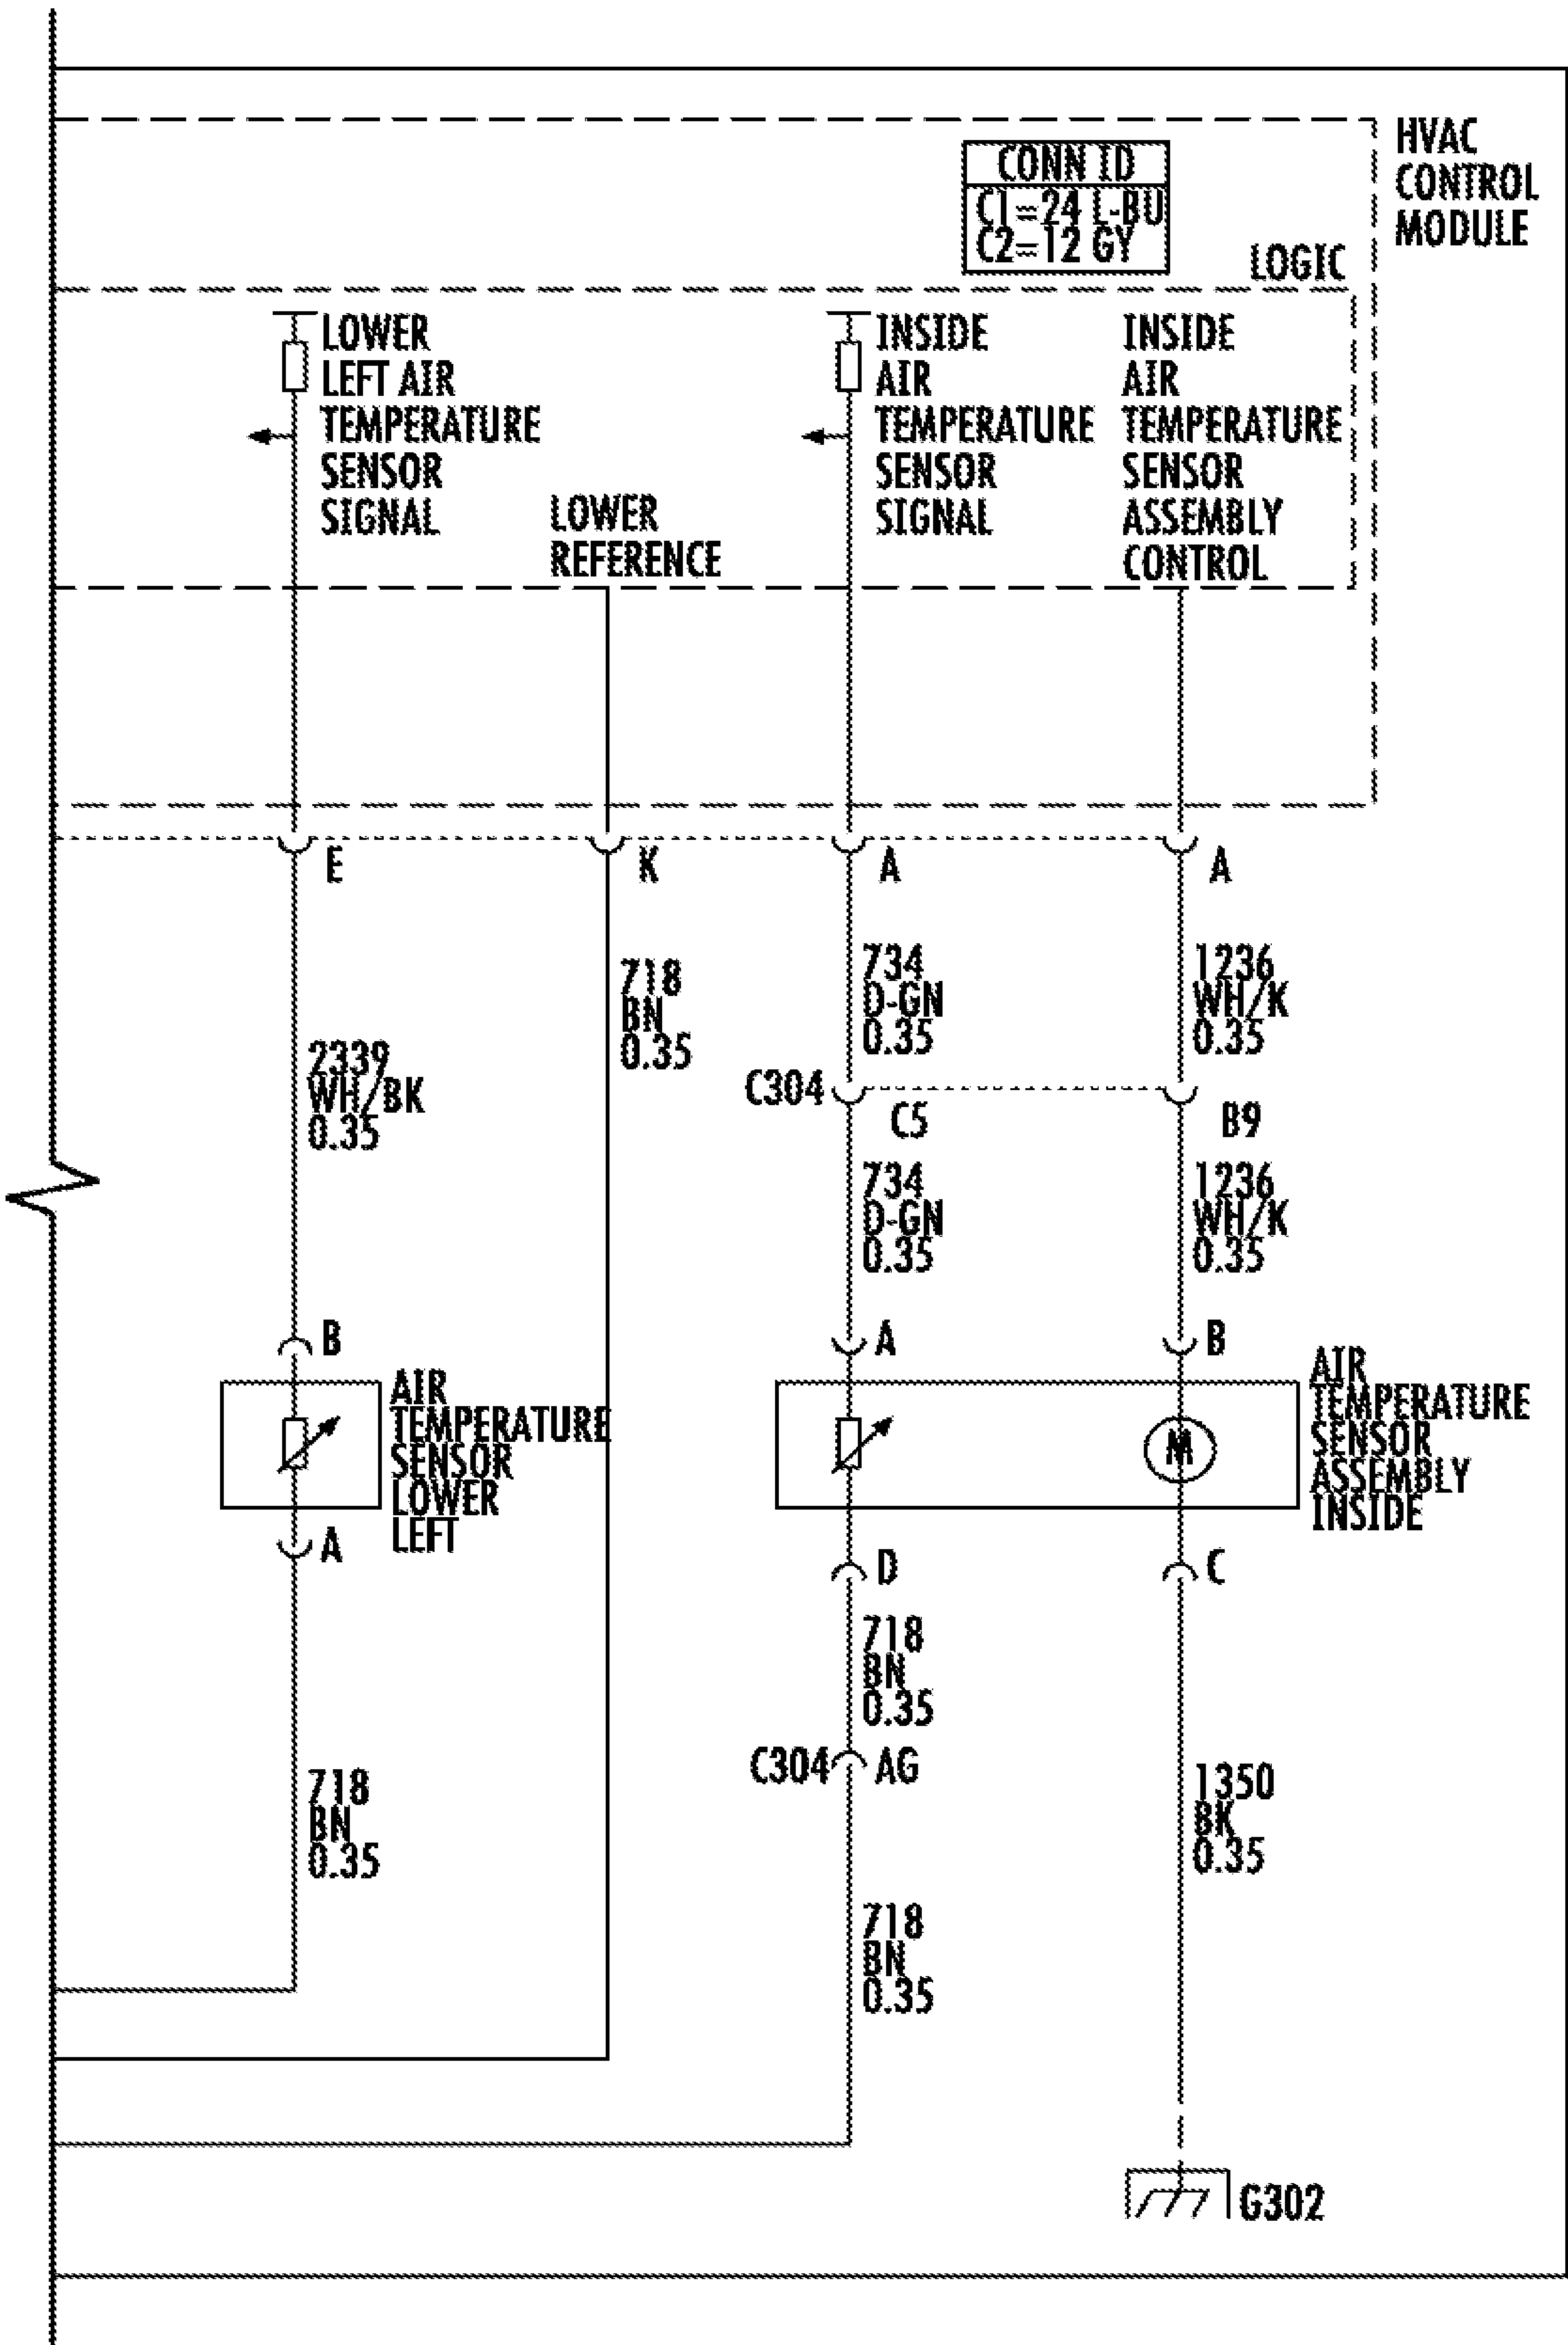 HVAC
CONTROL
MODULE
CONN ID
C1=24 L-BU
C2=12 GY
LOGIC
LOWER
LEFT AIR
TEMPERATURE
SENSOR
SIGNAL
LOWER
REFERENCE
INSIDE
AIR
TEMPERATURE
SENSOR
SIGNAL
INSIDE
AIR
TEMPERATURE
SENSOR
ASSEMBLY
CONTROL
E
K
A
A
2339
WH/BK
0.35
718
BN
0.35
734
D-GN
0.35
1236
WH/K
0.35
C304
C5
B9
734
D-GN
0.35
1236
WH/K
0.35
B
A
B
AIR
TEMPERATURE
SENSOR
LOWER
LEFT
M
AIR
TEMPERATURE
SENSOR
ASSEMBLY
INSIDE
A
D
C
718
BN
0.35
C304
AG
718
BN
0.35
1350
BK
0.35
718
BN
0.35
G302